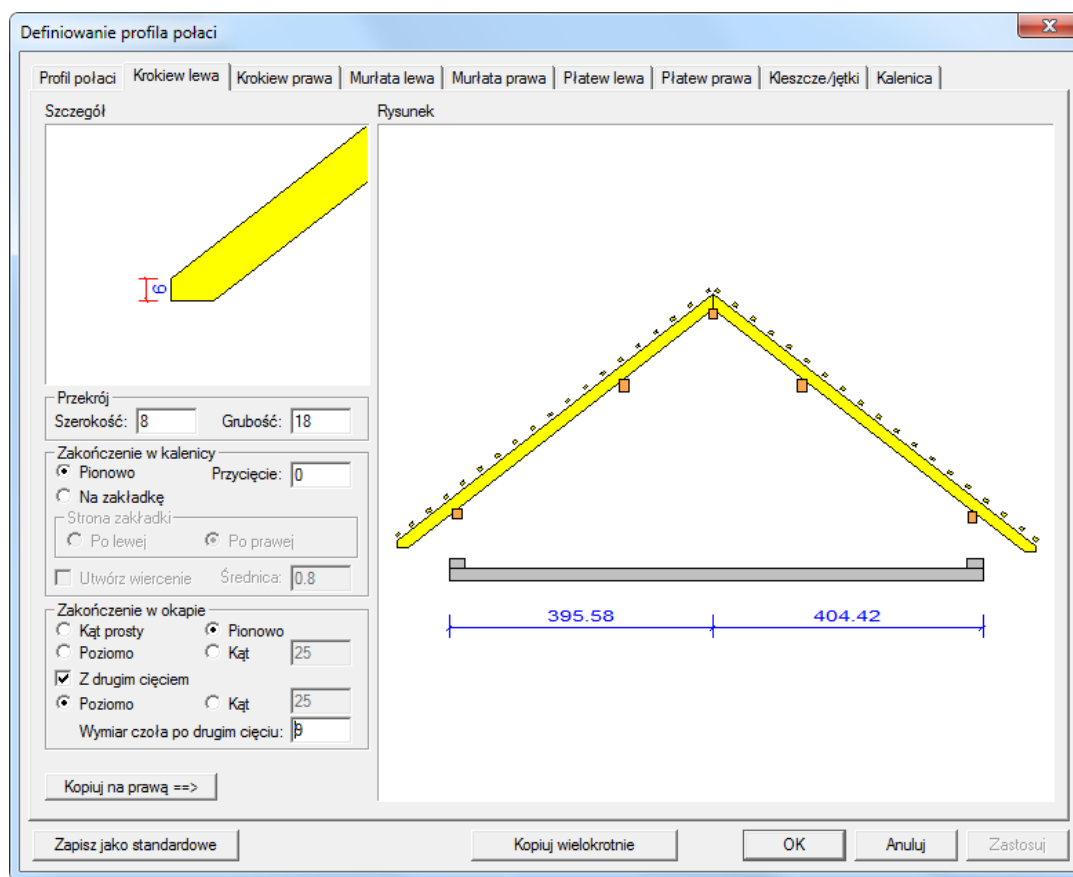 Definiowanie profila połaci
Profil połaci Krokiew lewa Krokiew prawa Murłata lewa Murłata prawa Płatew lewa Płatew prawa Kleszcze/jętki Kalenica
Szczegół
Rysunek
9
Przekrój
Szerokość: 8 Grubość: 18
Zakończenie w kalenicy
Pionowo Przycięcie: 0
Na zakładkę
Strona zakładki
Po lewej Po prawej
Utwórz wiercenie Średnica: 0.8
Zakończenie w okapie
Kąt prosty Pionowo
Poziomo Kąt 25
Z drugim cięciem
Poziomo Kąt 25
Wymiar czoła po drugim cięciu: 9
Kopiuj na prawą ==>
395.58 404.42
Zapisz jako standardowe Kopiuj wielokrotnie OK Anuluj Zastosuj